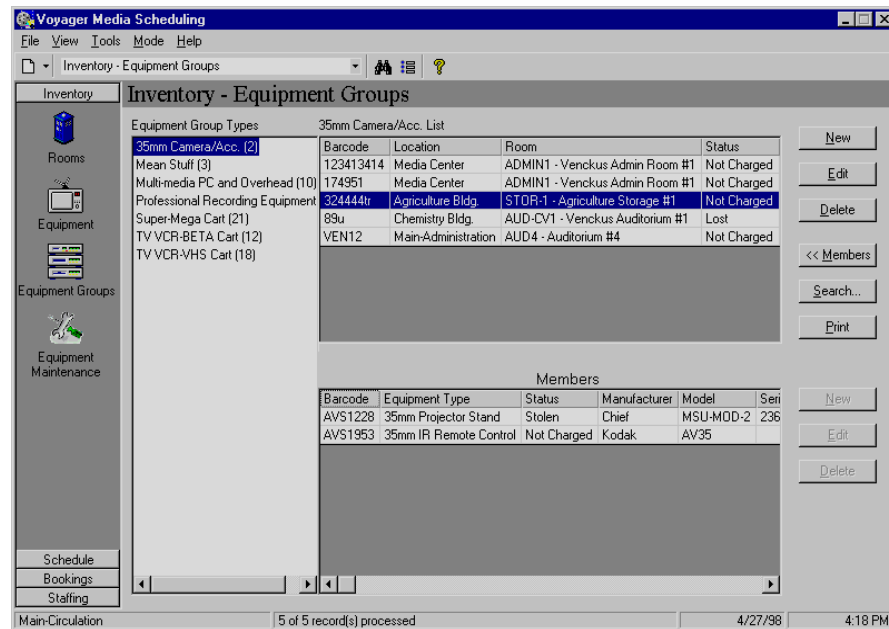 Voyager Media Scheduling
File View Tools Mode Help
Inventory - Equipment Groups
Inventory
Inventory - Equipment Groups
Rooms
Equipment
Equipment Groups
Equipment
Maintenance
Schedule
Bookings
Staffing
Equipment Group Types
35mm Camera/Acc. (2)
Mean Stuff (3)
Multi-media PC and Overhead (10)
Professional Recording Equipment
Super-Mega Cart (21)
TV VCR-BETA Cart (12)
TV VCR-VHS Cart (18)
35mm Camera/Acc. List
Barcode Location Room Status
123413414 Media Center ADMIN1 - Venckus Admin Room #1 Not Charged
174951 Media Center ADMIN1 - Venckus Admin Room #1 Not Charged
324444tr Agriculture Bldg. STOR-1 - Agriculture Storage #1 Not Charged
89u Chemistry Bldg. AUD-CV1 - Venckus Auditorium #1 Lost
VEN12 Main-Administration AUD4 - Auditorium #4 Not Charged
New
Edit
Delete
<< Members
Search...
Print
Members
Barcode Equipment Type Status Manufacturer Model Seri
AVS1228 35mm Projector Stand Stolen Chief MSU-MOD-2 236
AVS1953 35mm IR Remote Control Not Charged Kodak AV35
New
Edit
Delete
Main-Circulation 5 of 5 record(s) processed 4/27/98 4:18 PM